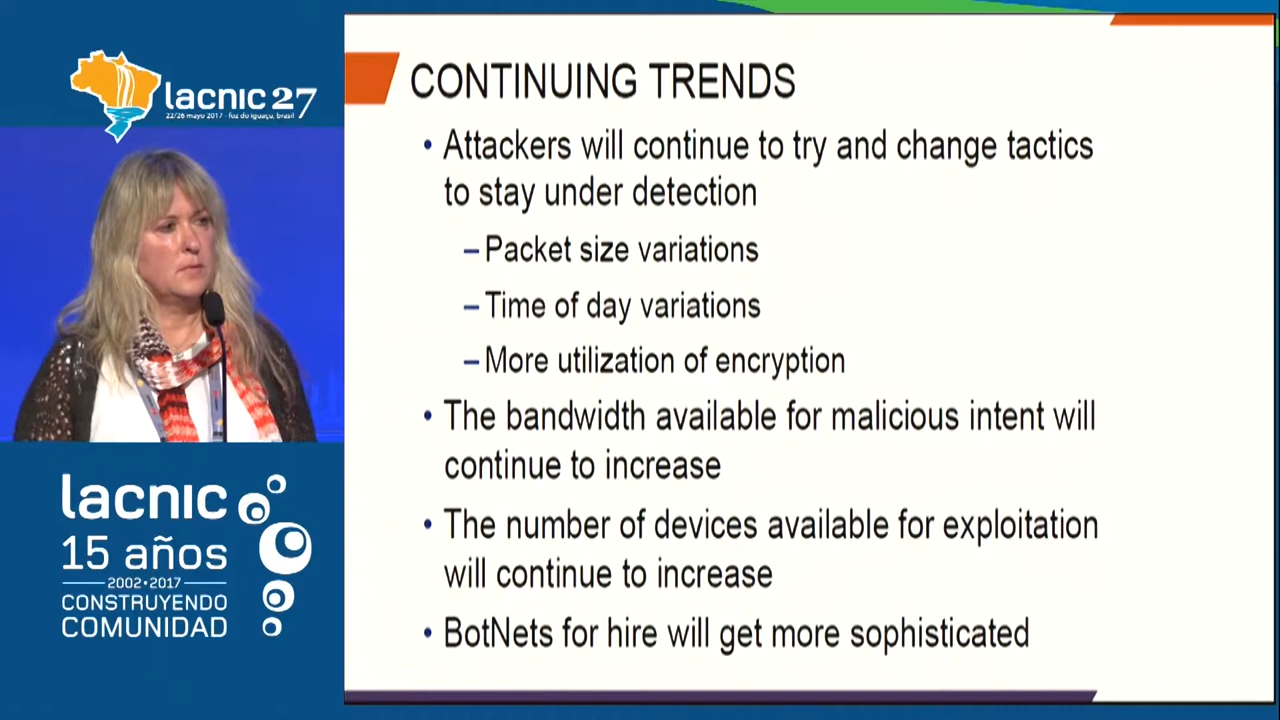 lacnic 27
22/26 mayo 2017 - foz do iguaçu, brasil
lacnic
15 años
2002•2017
CONSTRUYENDO
COMUNIDAD
CONTINUING TRENDS
• Attackers will continue to try and change tactics
to stay under detection
– Packet size variations
– Time of day variations
– More utilization of encryption
• The bandwidth available for malicious intent will
continue to increase
• The number of devices available for exploitation
will continue to increase
• BotNets for hire will get more sophisticated